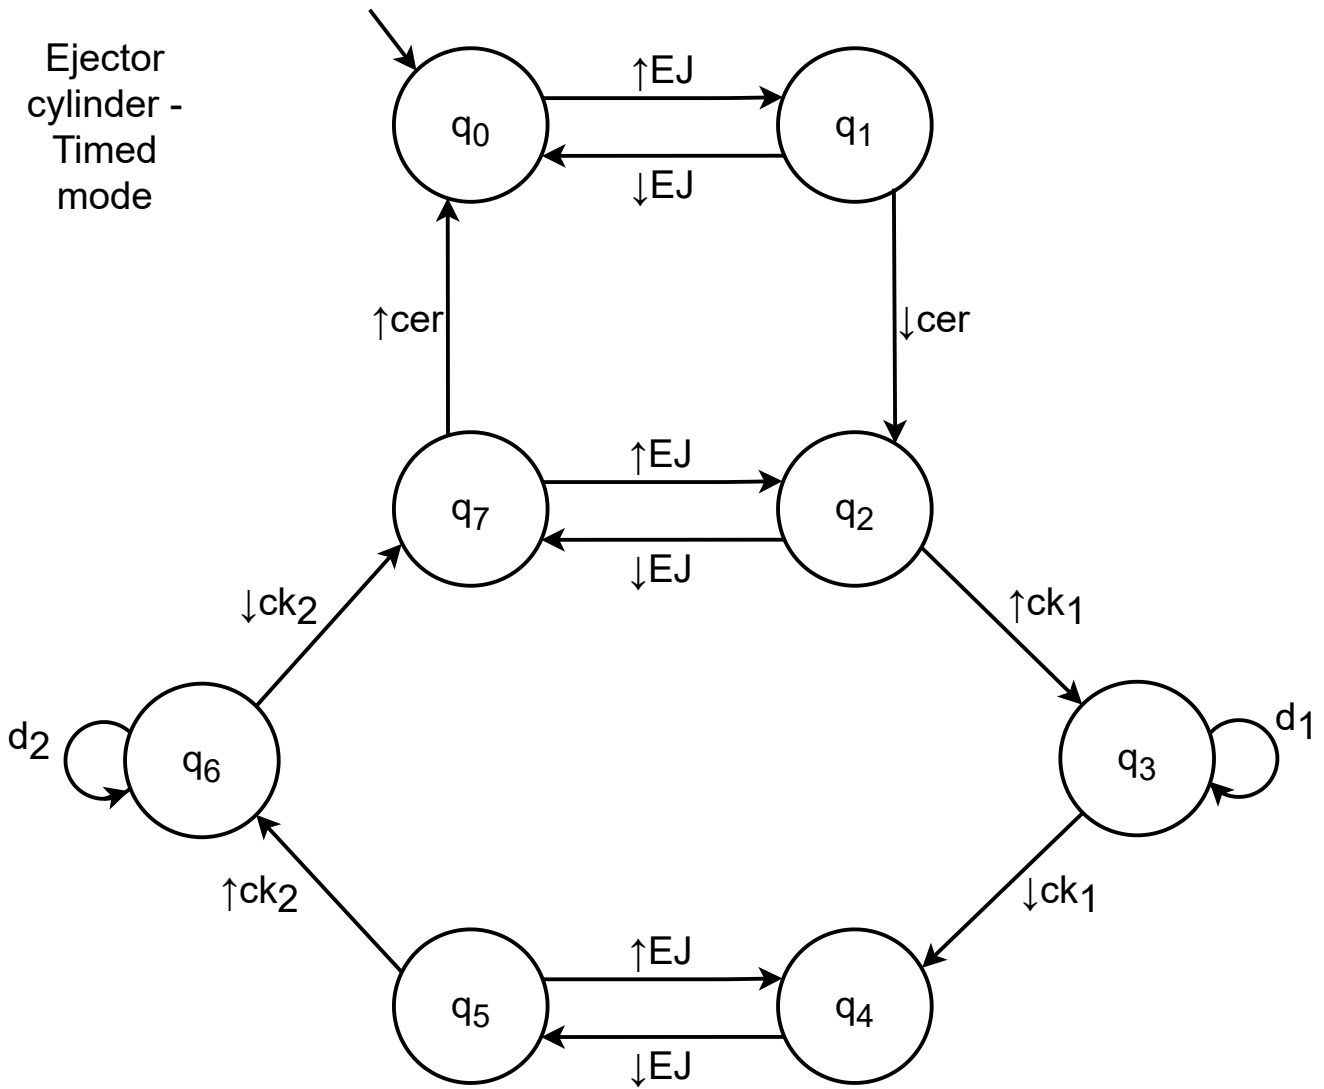 Ejector
cylinder -
Timed
mode
↑EJ
q0
q1
↓EJ
↑cer
↓cer
↑EJ
q7
q2
↓EJ
↓ck2
↑ck1
d2
d1
q6
q3
↑ck2
↓ck1
↑EJ
q5
q4
↓EJ